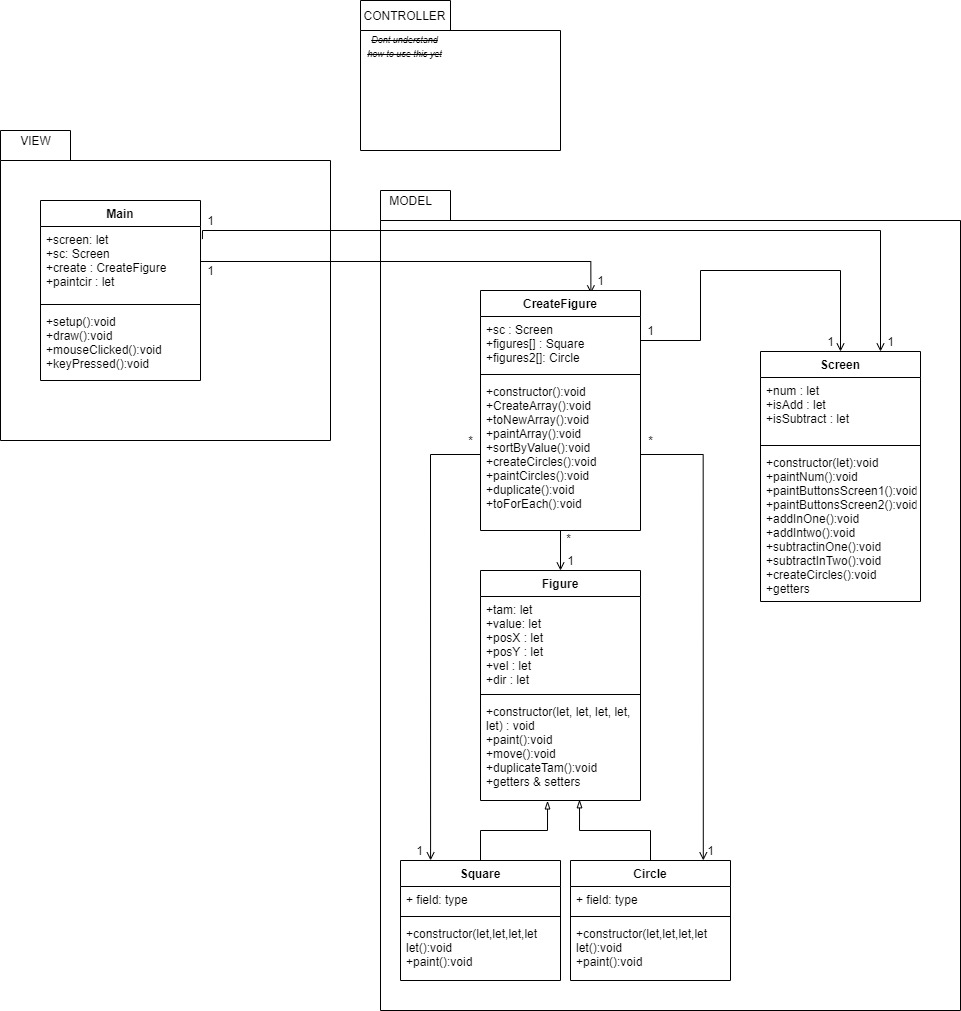 CONTROLLER
Dont understand
how to use this yet
VIEW
Main
+screen: let
+sc: Screen
+create : CreateFigure
+paintcir : let
+setup():void
+draw():void
+mouseClicked():void
+keyPressed():void
1
1
MODEL
1
CreateFigure
+sc : Screen
+figures[] : Square
+figures2[]: Circle
+constructor():void
+CreateArray():void
+toNewArray():void
+paintArray():void
+sortByValue():void
+createCircles():void
+paintCircles():void
+duplicate():void
+toForEach():void
1
*
*
1
1
Screen
+num : let
+isAdd : let
+isSubtract : let
+constructor(let):void
+paintNum():void
+paintButtonsScreen1():void
+paintButtonsScreen2():void
+addInOne():void
+addIntwo():void
+subtractinOne():void
+subtractInTwo():void
+createCircles():void
+getters
*
1
Figure
+tam: let
+value: let
+posX : let
+posY : let
+vel : let
+dir : let
+constructor(let, let, let, let,
let) : void
+paint():void
+move():void
+duplicateTam():void
+getters & setters
1
1
Square
+ field: type
+constructor(let,let,let,let
let():void
+paint():void
Circle
+ field: type
+constructor(let,let,let,let
let():void
+paint():void